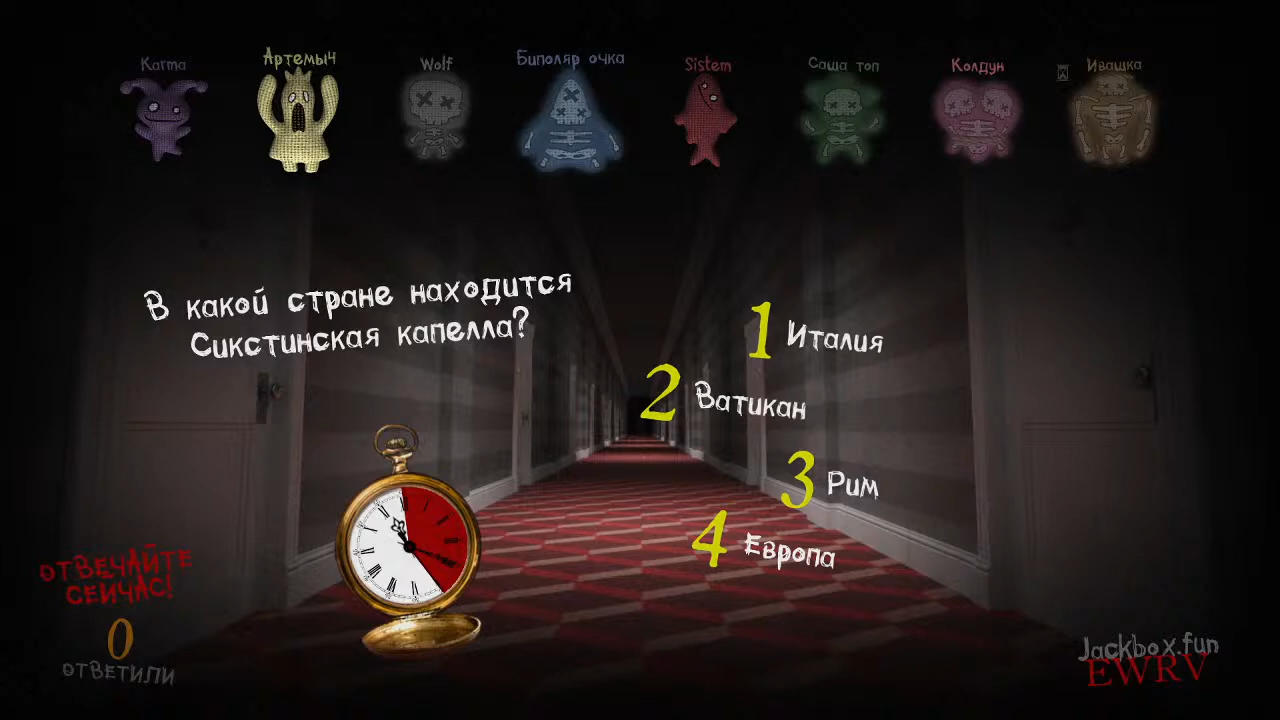 Karma
Артемыч
Wolf
Биполяр очка
Sistem
Саша топ
Колдун
Ивашка
В какой стране находится
Сикстинская капелла?
1 Италия
2 Ватикан
3 Рим
4 Европа
ОТВЕЧАЙТЕ
СЕЙЧАС!
0
ОТВЕТИЛИ
Jackbox.fun
EWRV